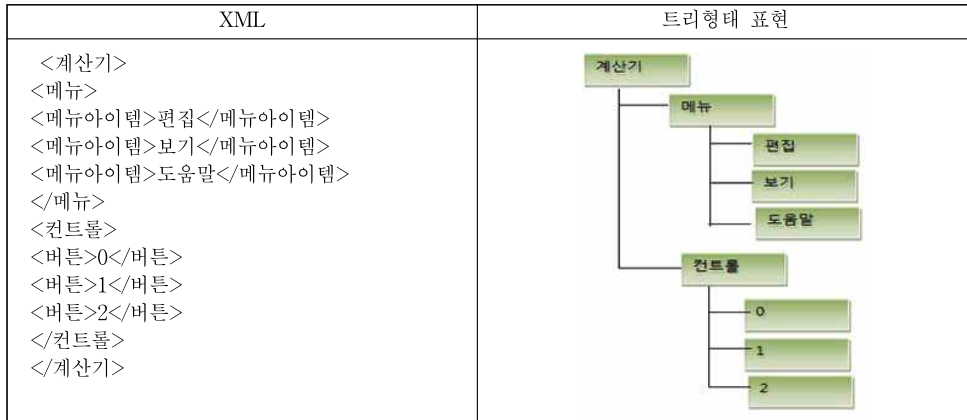 XML
트리형태 표현
<계산기>
<메뉴>
<메뉴아이템>편집</메뉴아이템>
<메뉴아이템>보기</메뉴아이템>
<메뉴아이템>도움말</메뉴아이템>
</메뉴>
<컨트롤>
<버튼>0</버튼>
<버튼>1</버튼>
<버튼>2</버튼>
</컨트롤>
</계산기>
계산기
메뉴
편집
보기
도움말
컨트롤
0
1
2